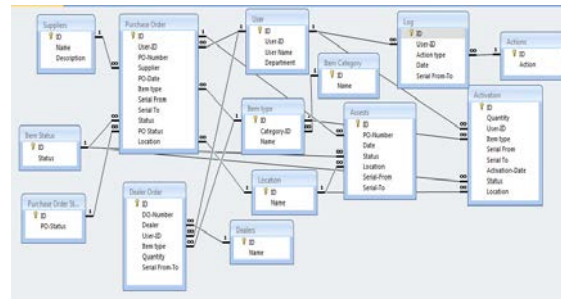 Suppliers
ID
Name
Description
Purchase Order
ID
User-ID
PO-Number
Supplier
PO-Date
Item type
Serial From
Serial To
Status
PO Status
Location
User
ID
User-ID
User Name
Department
Log
ID
User-ID
Action type
Date
Serial From-To
Actions
ID
Action
Item Category
ID
Name
Item type
ID
Category-ID
Name
Assests
ID
PO-Number
Date
Status
Location
Serial-From
Serial-To
Activation
ID
Quantity
User-ID
Item type
Serial From
Serial To
Activation-Date
Status
Location
Item Status
ID
Status
Purchase Order St...
ID
PO-Status
Dealer Order
ID
DO-Number
Dealer
User-ID
Item type
Quantity
Serial From-To
Location
ID
Name
Dealers
ID
Name